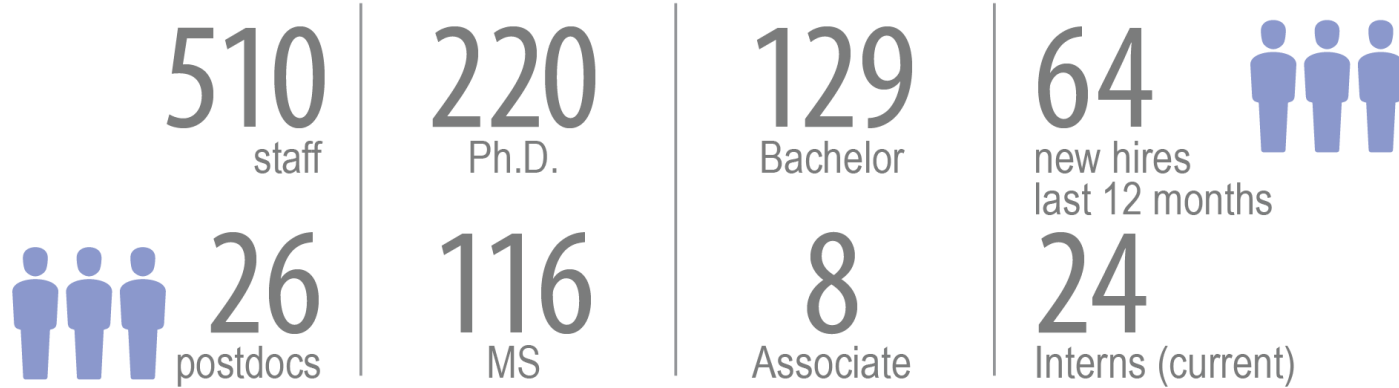 510
staff
26
postdocs
220
Ph.D.
116
MS
129
Bachelor
8
Associate
64
new hires
last 12 months
24
Interns (current)